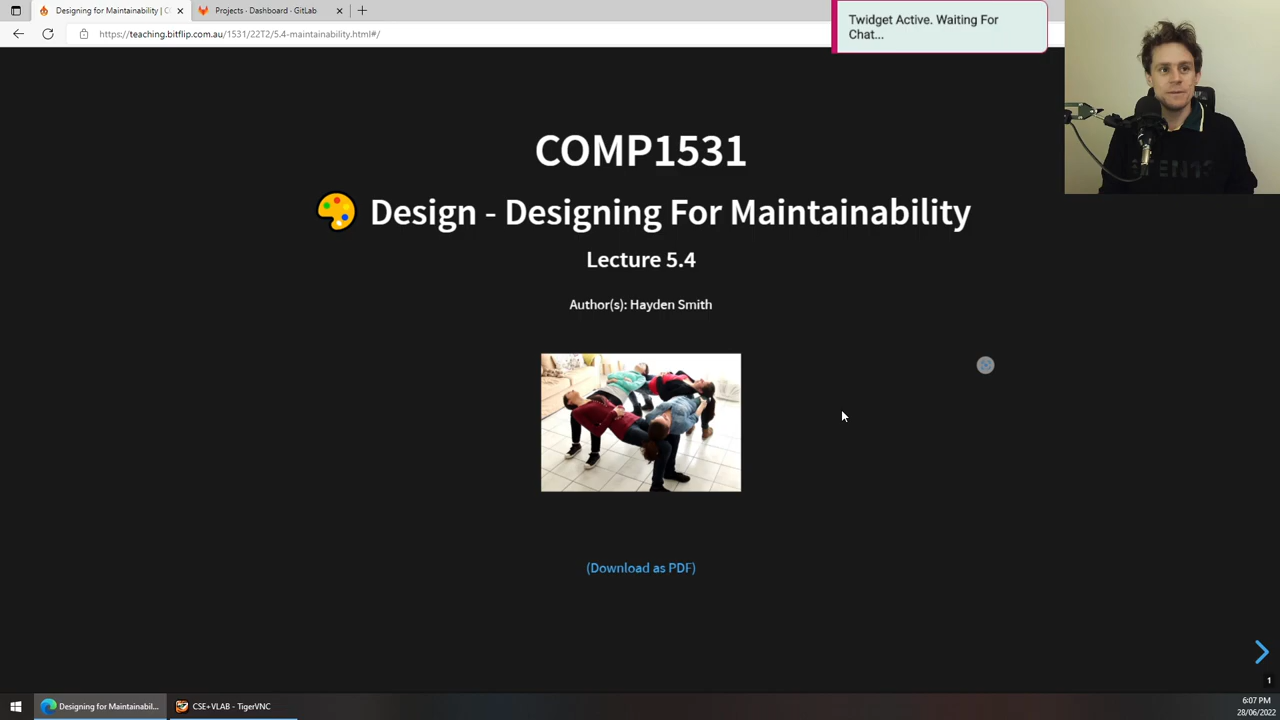 Designing for Maintainability | C
Projects · Dashboard · GitLab
https://teaching.bitflip.com.au/1531/22T2/5.4-maintainability.html#/
Twidget Active. Waiting For
Chat...
COMP1531
Design - Designing For Maintainability
Lecture 5.4
Author(s): Hayden Smith
(Download as PDF)
1
Designing for Maintainabil...
CSE+VLAB - TigerVNC
6:07 PM
28/06/2022